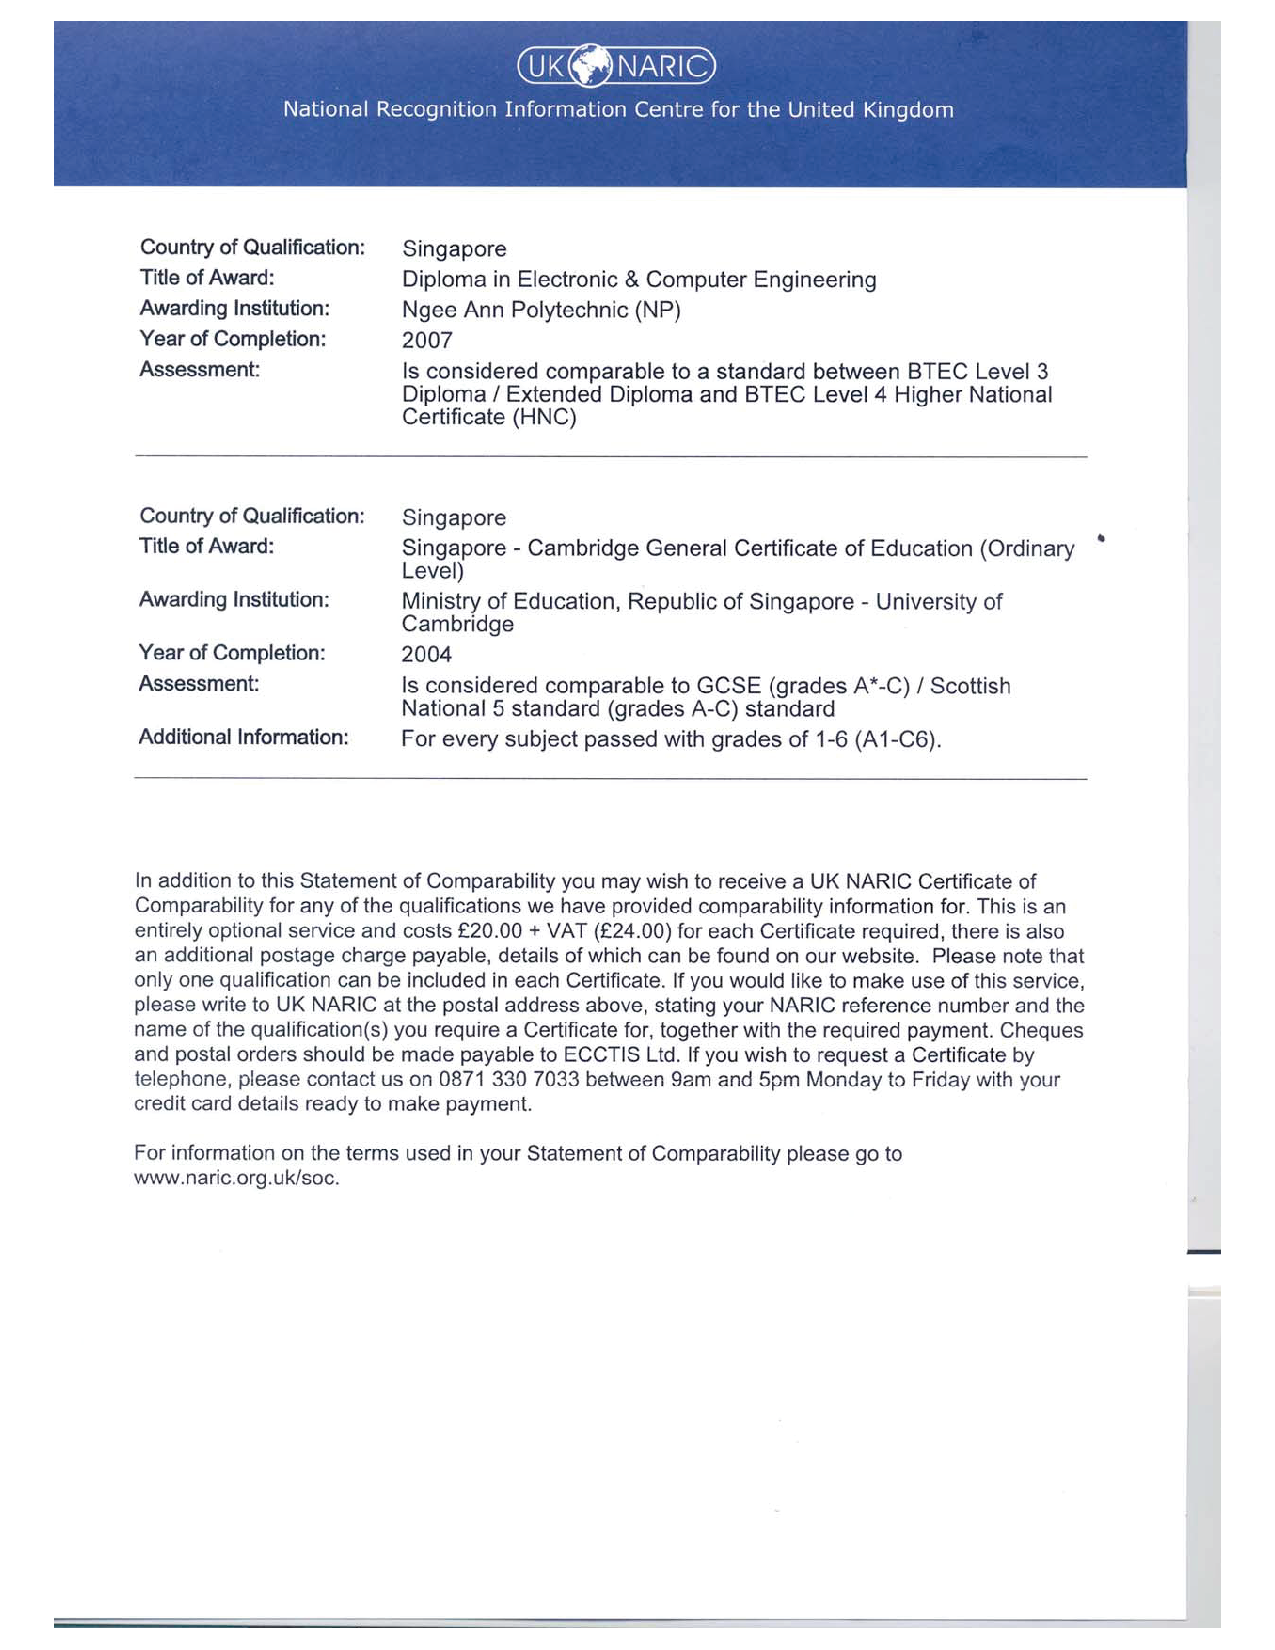 UK NARIC
National Recognition Information Centre for the United Kingdom
Country of Qualification: Singapore
Title of Award: Diploma in Electronic & Computer Engineering
Awarding Institution: Ngee Ann Polytechnic (NP)
Year of Completion: 2007
Assessment: Is considered comparable to a standard between BTEC Level 3
Diploma / Extended Diploma and BTEC Level 4 Higher National
Certificate (HNC)
Country of Qualification: Singapore
Title of Award: Singapore - Cambridge General Certificate of Education (Ordinary
Level)
Awarding Institution: Ministry of Education, Republic of Singapore - University of
Cambridge
Year of Completion: 2004
Assessment: Is considered comparable to GCSE (grades A*-C) / Scottish
National 5 standard (grades A-C) standard
Additional Information: For every subject passed with grades of 1-6 (A1-C6).
In addition to this Statement of Comparability you may wish to receive a UK NARIC Certificate of
Comparability for any of the qualifications we have provided comparability information for. This is an
entirely optional service and costs £20.00 + VAT (£24.00) for each Certificate required, there is also
an additional postage charge payable, details of which can be found on our website. Please note that
only one qualification can be included in each Certificate. If you would like to make use of this service,
please write to UK NARIC at the postal address above, stating your NARIC reference number and the
name of the qualification(s) you require a Certificate for, together with the required payment. Cheques
and postal orders should be made payable to ECCTIS Ltd. If you wish to request a Certificate by
telephone, please contact us on 0871 330 7033 between 9am and 5pm Monday to Friday with your
credit card details ready to make payment.
For information on the terms used in your Statement of Comparability please go to
www.naric.org.uk/soc.